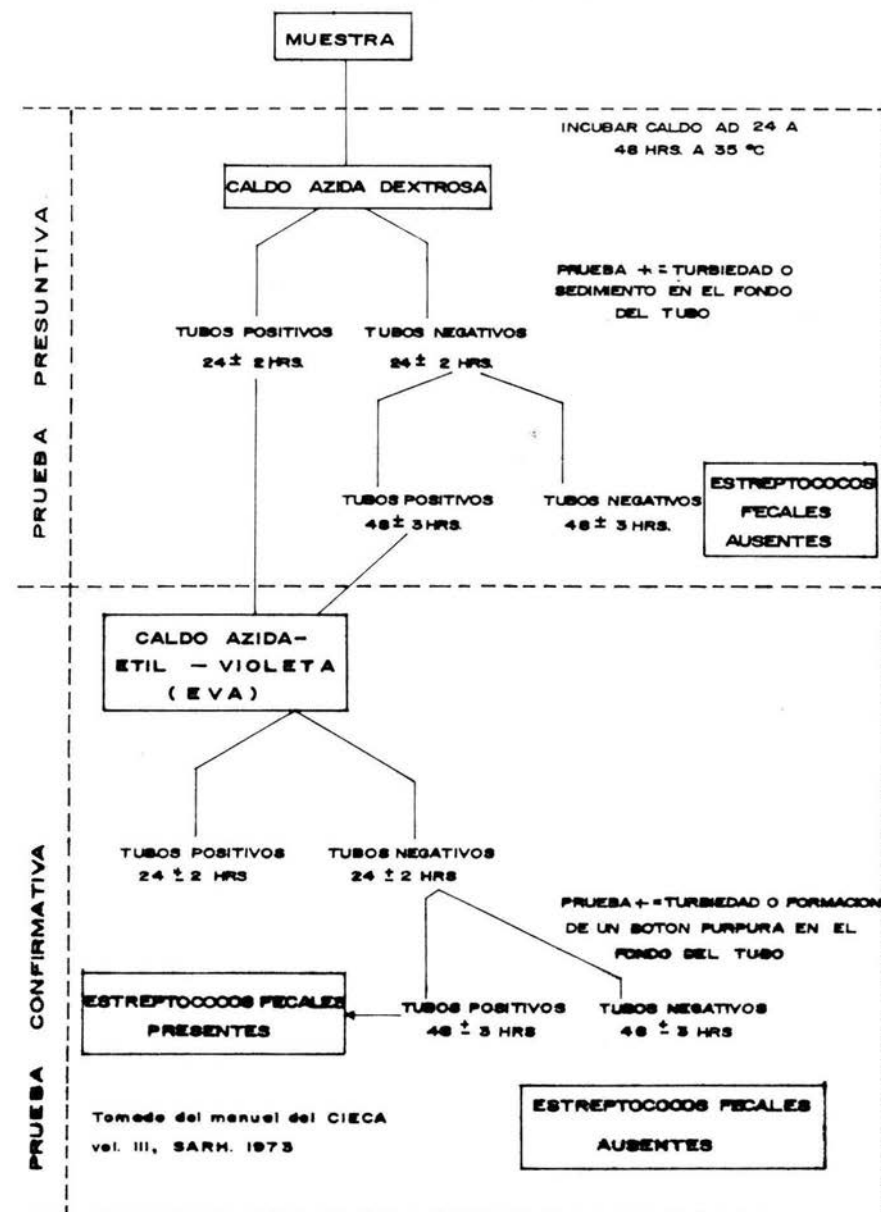 MUESTRA
INCUBAR CALDO AD 24 A
48 HRS. A 35 °C
CALDO AZIDA DEXTROSA
PRUEBA PRESUNTIVA
PRUEBA + = TURBIEDAD O
SEDIMENTO EN EL FONDO
DEL TUBO
TUBOS POSITIVOS
24 ± 2 HRS.
TUBOS NEGATIVOS
24 ± 2 HRS.
TUBOS POSITIVOS
48 ± 3 HRS.
TUBOS NEGATIVOS
48 ± 3 HRS.
ESTREPTOCOCOS
FECALES
AUSENTES
CALDO AZIDA-
ETIL - VIOLETA
( EVA )
PRUEBA CONFIRMATIVA
TUBOS POSITIVOS
24 ± 2 HRS
TUBOS NEGATIVOS
24 ± 2 HRS
PRUEBA + = TURBIEDAD O FORMACION
DE UN BOTON PURPURA EN EL
FONDO DEL TUBO
ESTREPTOCOCOS FECALES
PRESENTES
TUBOS POSITIVOS
48 ± 3 HRS
TUBOS NEGATIVOS
48 ± 3 HRS
Tomado del manual del CIECA
vol. III, SARH. 1973
ESTREPTOCOCOS FECALES
AUSENTES